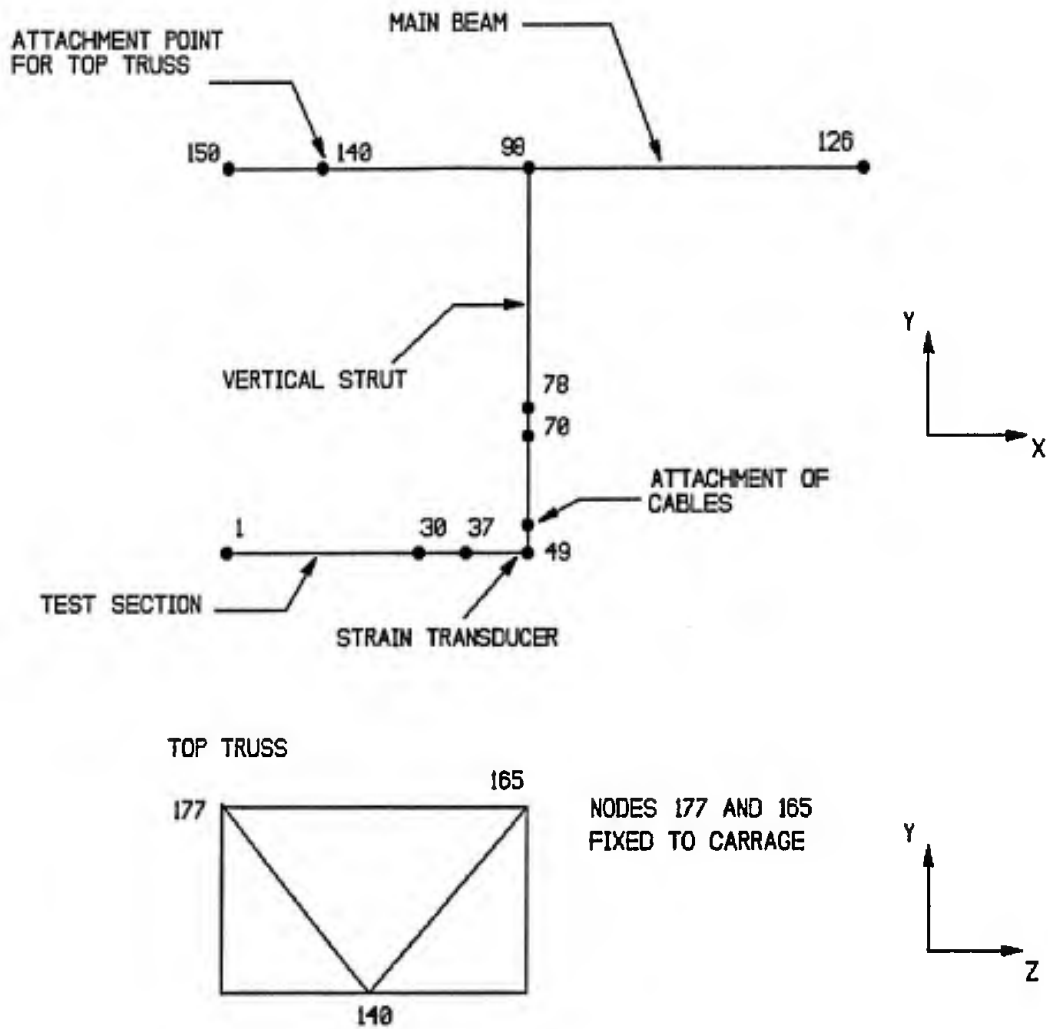 MAIN BEAM
ATTACHMENT POINT
FOR TOP TRUSS
150
140
98
126
Y
X
VERTICAL STRUT
78
70
ATTACHMENT OF
CABLES
1
30
37
49
TEST SECTION
STRAIN TRANSDUCER
TOP TRUSS
165
177
NODES 177 AND 165
FIXED TO CARRAGE
Y
Z
140